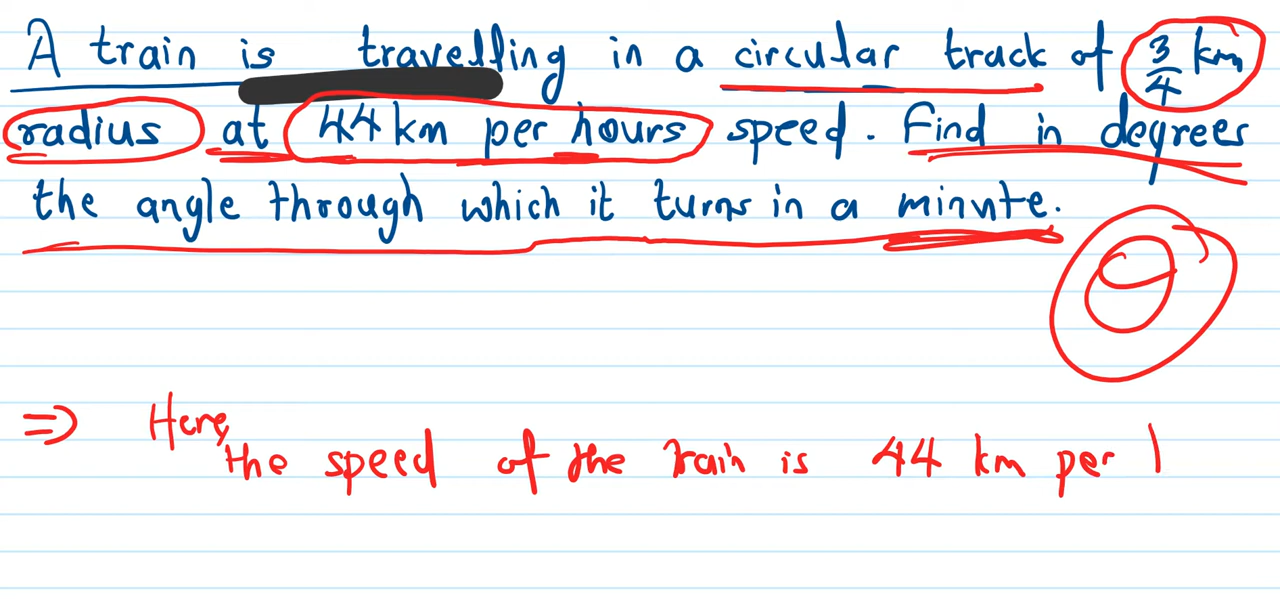 A train is travelling in a circular track of 3/4 km
radius at 44 km per hours speed. Find in degrees
the angle through which it turns in a minute.
⇒ Here,
the speed of the train is 44 km per